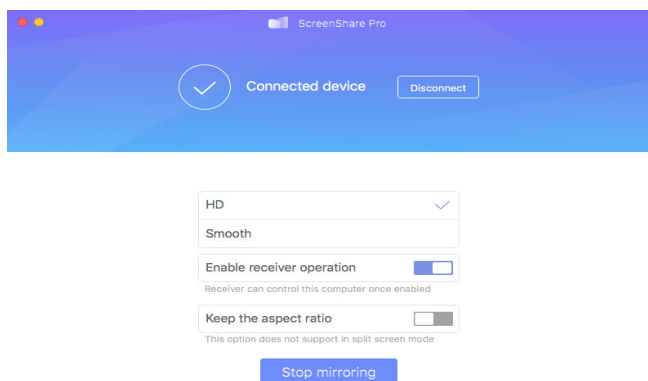 ScreenShare Pro
Connected device
Disconnect
HD
Smooth
Enable receiver operation
Receiver can control this computer once enabled
Keep the aspect ratio
This option does not support in split screen mode
Stop mirroring